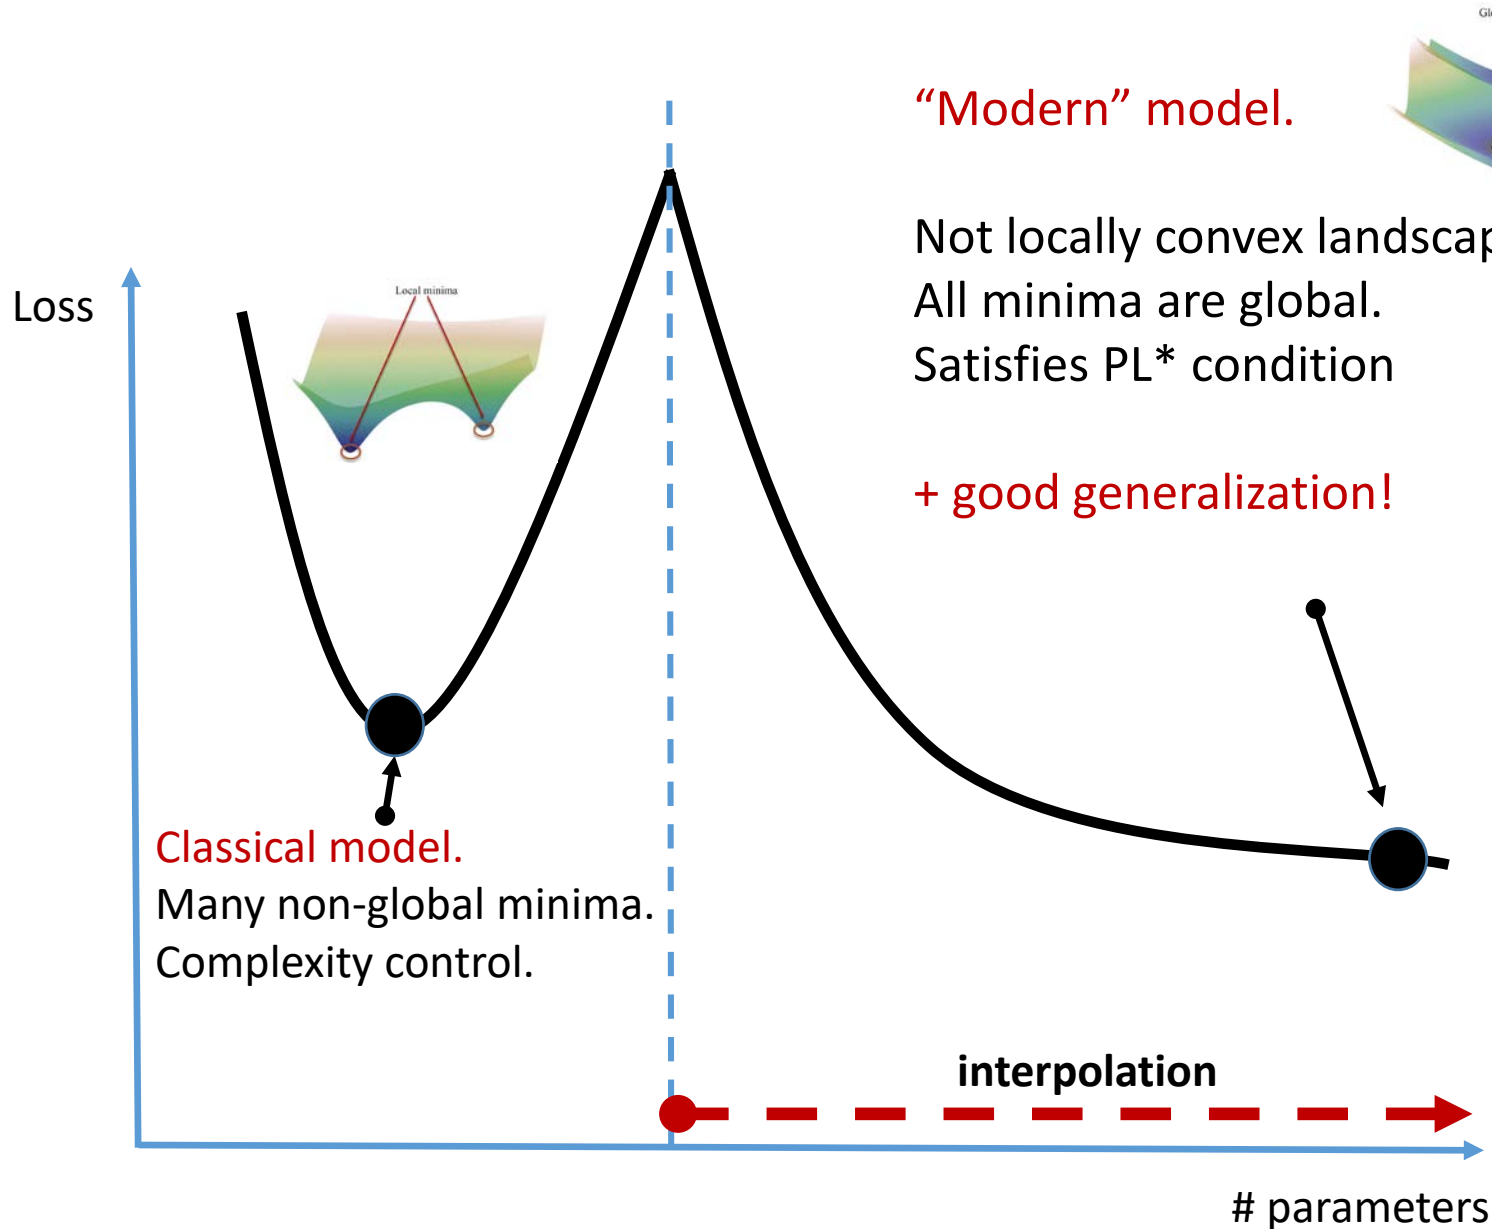 “Modern” model.
Not locally convex
All minima are global.
Satisfies PL* condition
+ good generalization!
Loss
Local minima
Classical model.
Many non-global minima.
Complexity control.
interpolation
# parameters